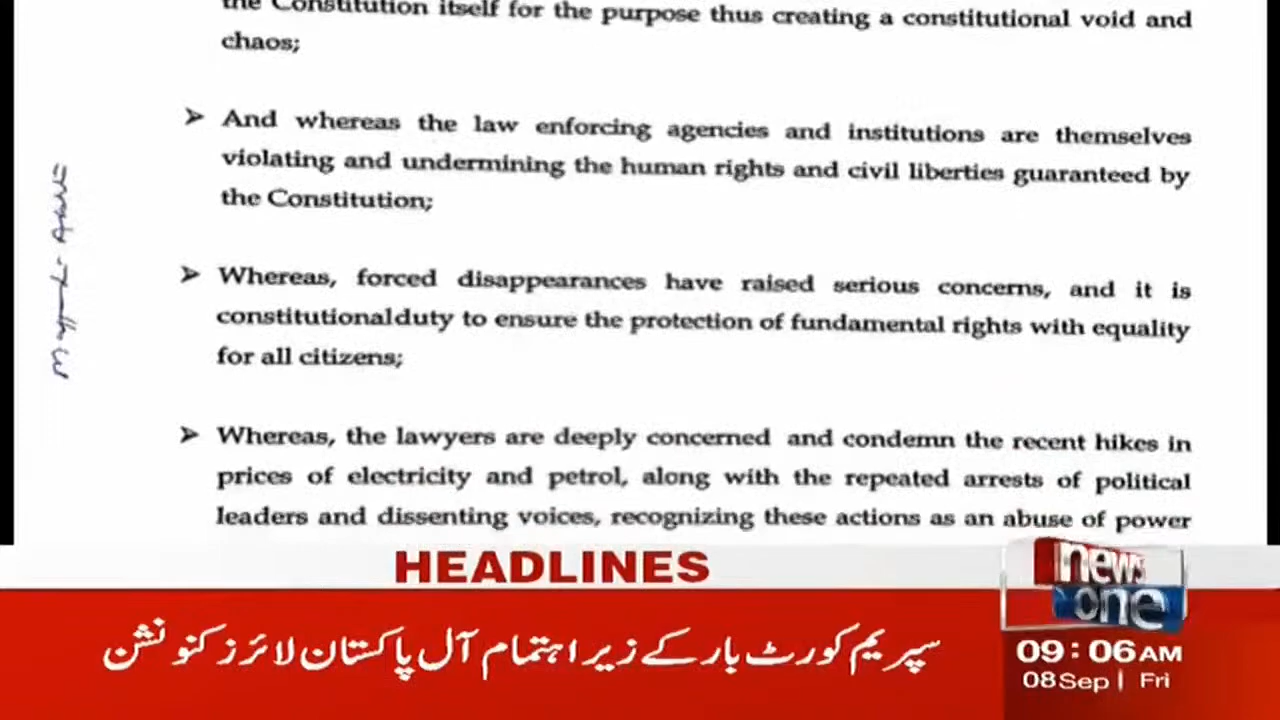 the Constitution itself for the purpose thus creating a constitutional void and
chaos;
➤ And whereas the law enforcing agencies and institutions are themselves
violating and undermining the human rights and civil liberties guaranteed by
the Constitution;
➤ Whereas, forced disappearances have raised serious concerns, and it is
constitutionalduty to ensure the protection of fundamental rights with equality
for all citizens;
➤ Whereas, the lawyers are deeply concerned and condemn the recent hikes in
prices of electricity and petrol, along with the repeated arrests of political
leaders and dissenting voices, recognizing these actions as an abuse of power
HEADLINES
news
one
سپریم کورٹ بار کے زیر اہتمام آل پاکستان لائرز کنونشن
09:06AM
08Sep | Fri